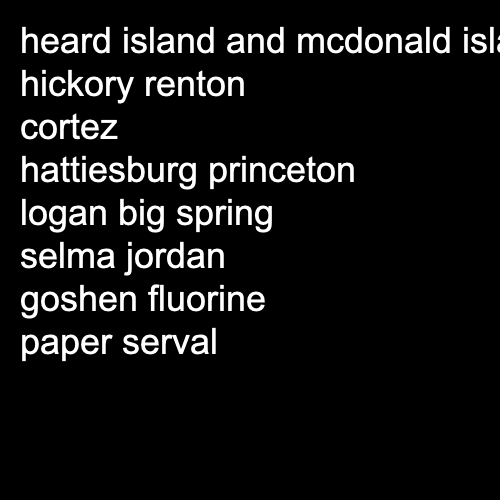 heard island and mcdonald isla
hickory renton
cortez
hattiesburg princeton
logan big spring
selma jordan
goshen fluorine
paper serval